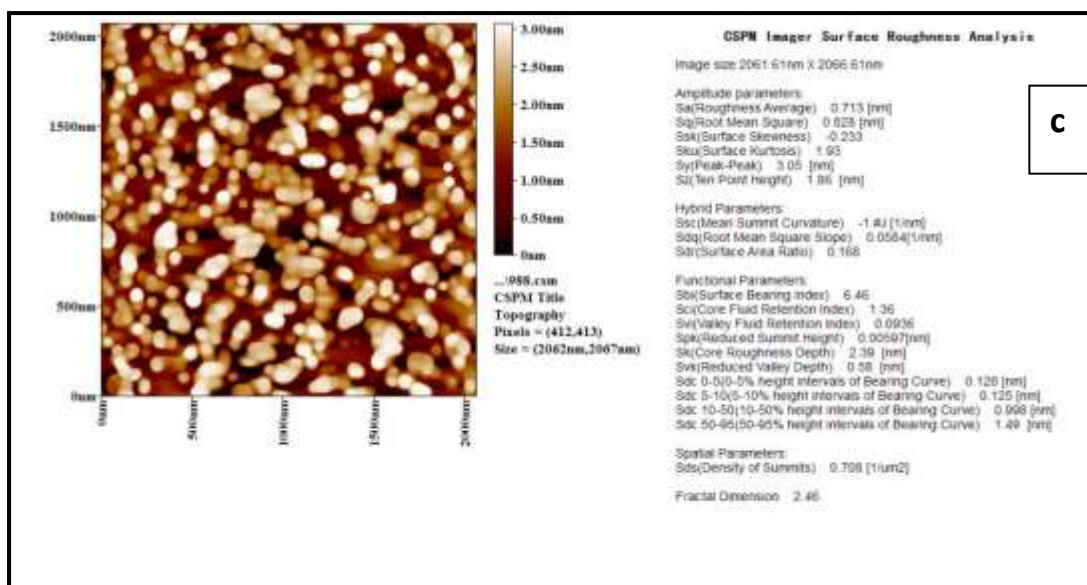 2000nm
1500nm
1000nm
500nm
0nm
0nm
500nm
1000nm
1500nm
2000nm
3.00nm
2.50nm
2.00nm
1.50nm
1.00nm
0.50nm
0nm
...\988.csm
CSPM Title
Topography
Pixels = (412,413)
Size = (2062nm,2067nm)
CSPM Imager Surface Roughness Analysis
Image size 2061.61nm X 2066.61nm
Amplitude parameters:
Sa(Roughness Average) 0.713 [nm]
Sq(Root Mean Square) 0.828 [nm]
Ssk(Surface Skewness) -0.233
Sku(Surface Kurtosis) 1.93
Sy(Peak-Peak) 3.05 [nm]
Sz(Ten Point Height) 1.86 [nm]
Hybrid Parameters:
Ssc(Mean Summit Curvature) -1.#J [1/nm]
Sdq(Root Mean Square Slope) 0.0584[1/nm]
Sdr(Surface Area Ratio) 0.168
Functional Parameters:
Sbi(Surface Bearing Index) 6.46
Sci(Core Fluid Retention Index) 1.36
Svi(Valley Fluid Retention Index) 0.0936
Spk(Reduced Summit Height) 0.00597[nm]
Sk(Core Roughness Depth) 2.39 [nm]
Svk(Reduced Valley Depth) 0.58 [nm]
Sdc 0-5(0-5% height intervals of Bearing Curve) 0.128 [nm]
Sdc 5-10(5-10% height intervals of Bearing Curve) 0.125 [nm]
Sdc 10-50(10-50% height intervals of Bearing Curve) 0.998 [nm]
Sdc 50-95(50-95% height intervals of Bearing Curve) 1.49 [nm]
Spatial Parameters:
Sds(Density of Summits) 0.798 [1/um2]
Fractal Dimension 2.46
c